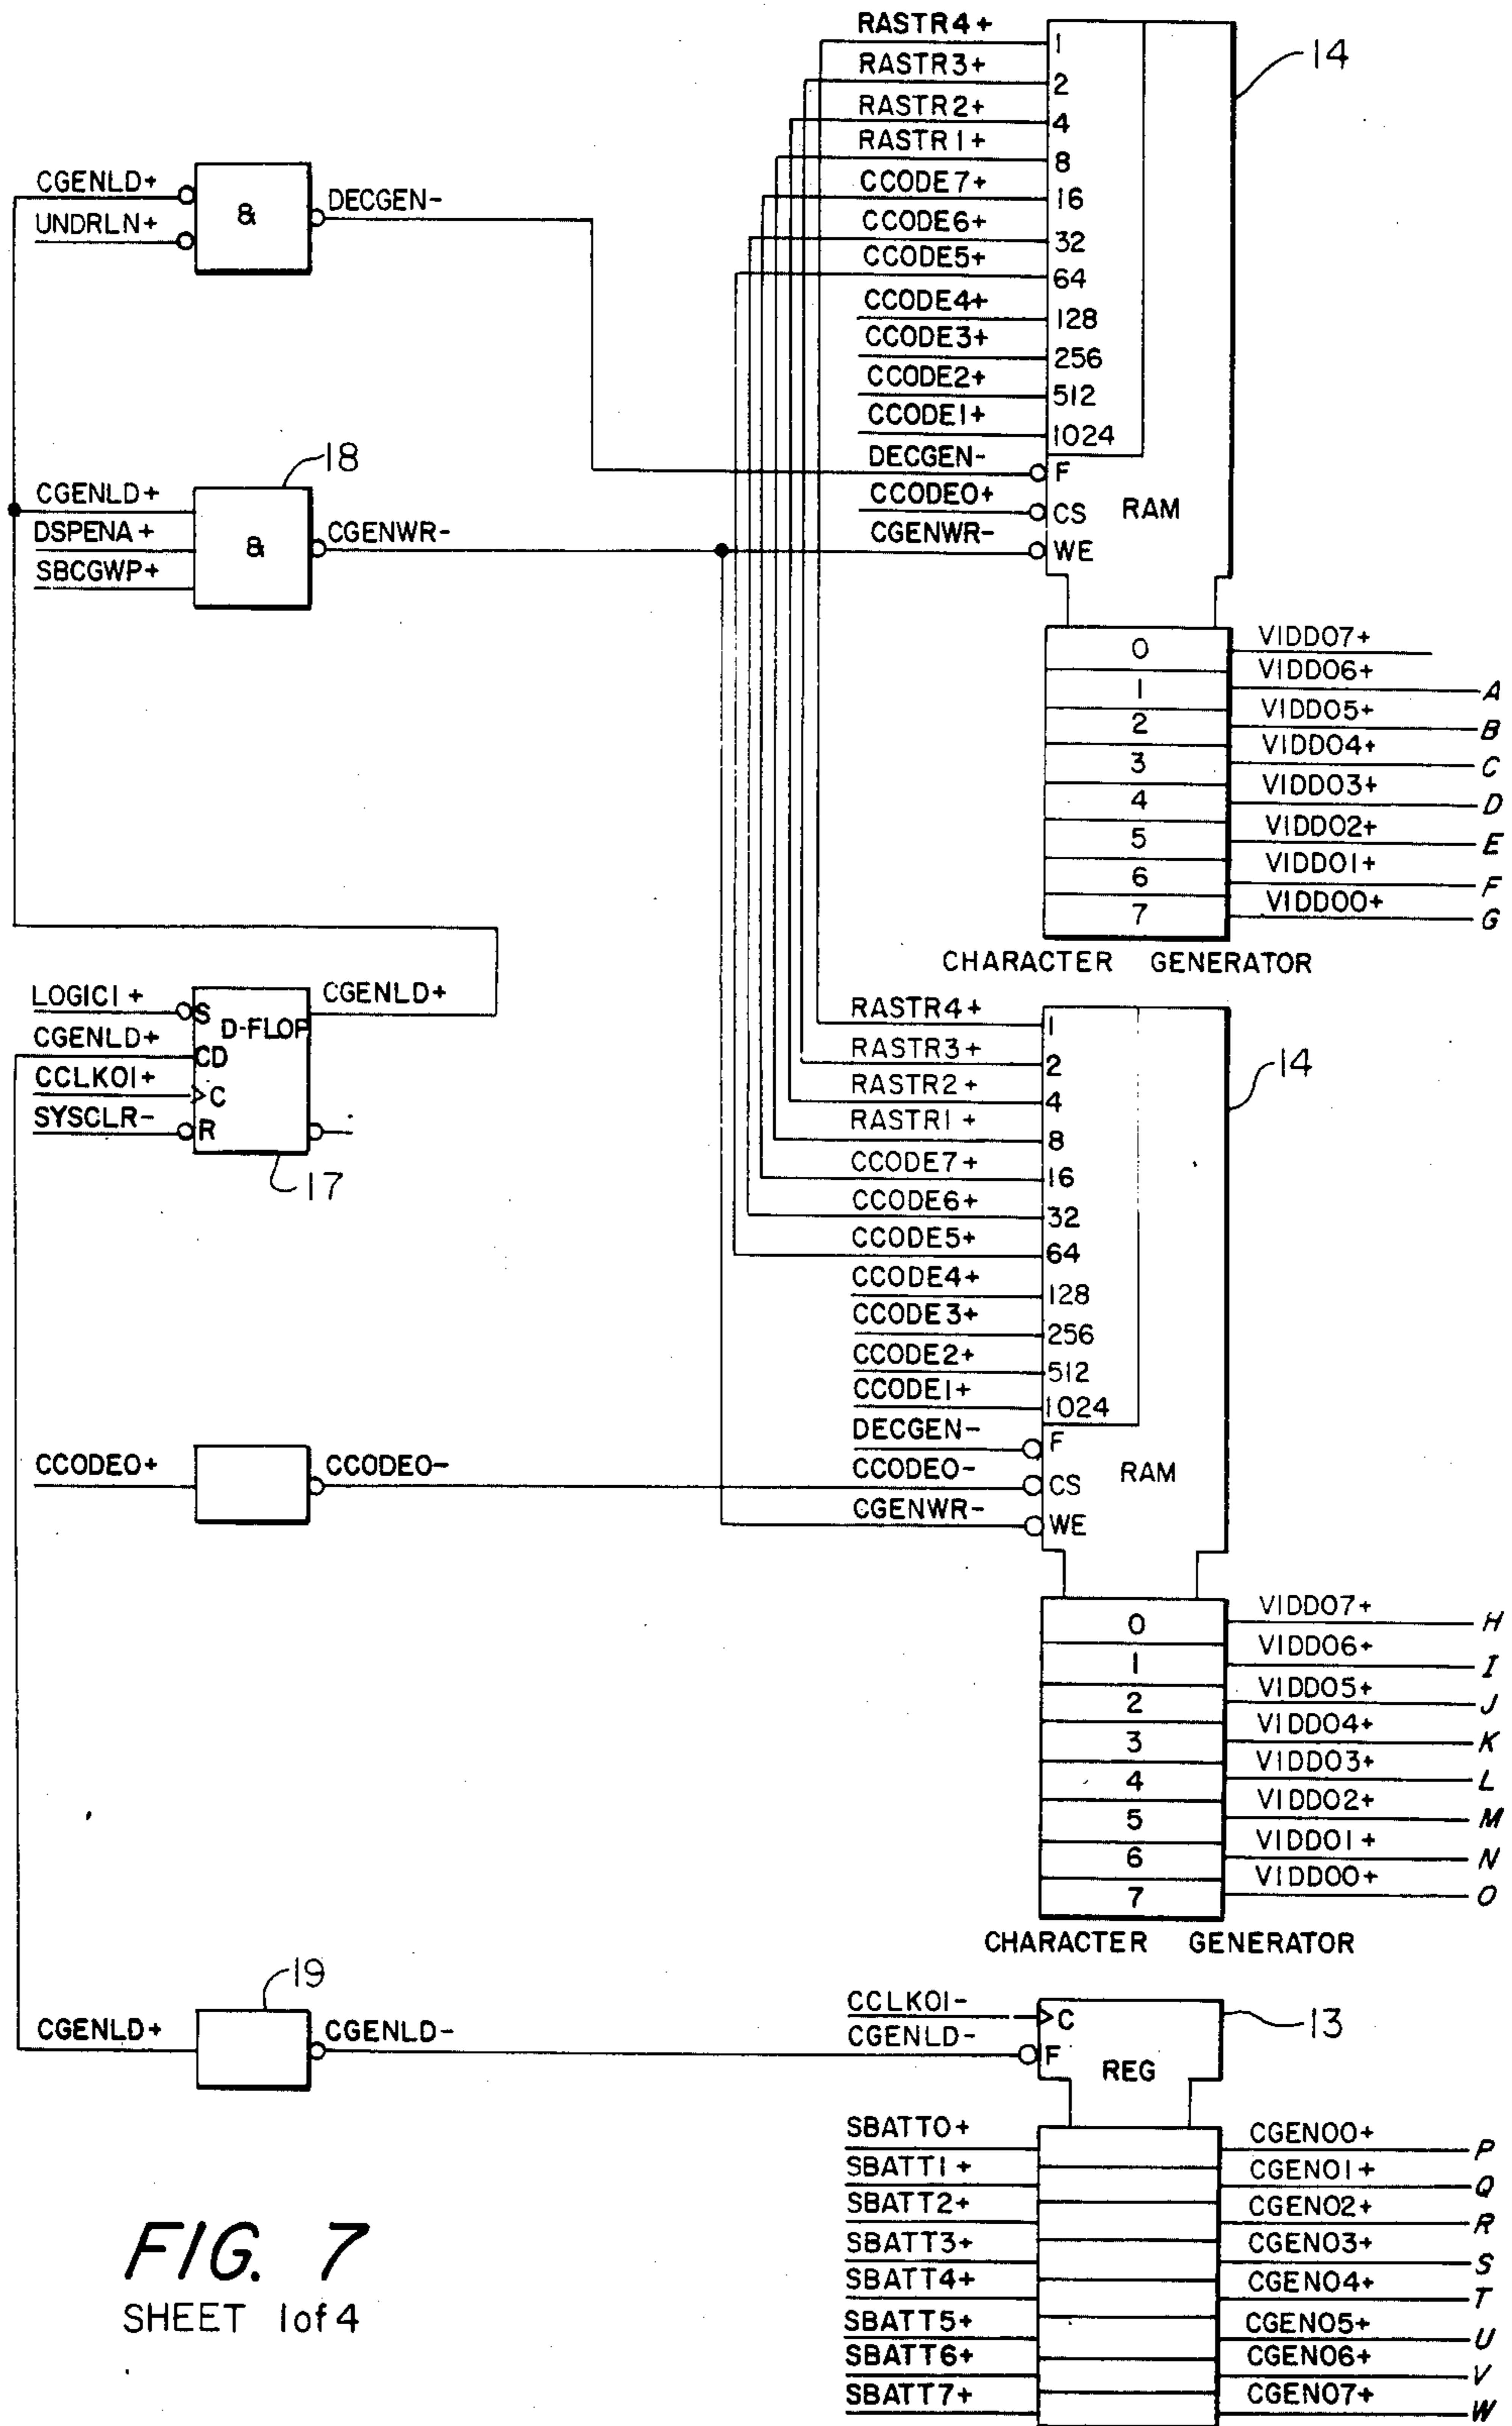 CGENLD+
UNDRLN+
&
DECGEN-
18
CGENLD+
DSPENA+
SBCGWP+
&
CGENWR-
LOGIC1+
CGENLD+
CCLK01+
SYSCLR-
S
D-FLOP
CD
C
R
CGENLD+
17
CCODE0+
CCODE0-
19
CGENLD+
CGENLD-
RASTR4+ 1
RASTR3+ 2
RASTR2+ 4
RASTR1+ 8
CCODE7+ 16
CCODE6+ 32
CCODE5+ 64
CCODE4+ 128
CCODE3+ 256
CCODE2+ 512
CCODE1+ 1024
DECGEN- F
CCODE0+ CS
CGENWR- WE
RAM
14
0 VIDD07+
1 VIDD06+ A
2 VIDD05+ B
3 VIDD04+ C
4 VIDD03+ D
5 VIDD02+ E
6 VIDD01+ F
7 VIDD00+ G
CHARACTER GENERATOR
RASTR4+ 1
RASTR3+ 2
RASTR2+ 4
RASTR1+ 8
CCODE7+ 16
CCODE6+ 32
CCODE5+ 64
CCODE4+ 128
CCODE3+ 256
CCODE2+ 512
CCODE1+ 1024
DECGEN- F
CCODE0- CS
CGENWR- WE
RAM
14
0 VIDD07+ H
1 VIDD06+ I
2 VIDD05+ J
3 VIDD04+ K
4 VIDD03+ L
5 VIDD02+ M
6 VIDD01+ N
7 VIDD00+ O
CHARACTER GENERATOR
CCLK01- C
CGENLD- F
REG
13
SBATT0+ CGEN00+ P
SBATT1+ CGEN01+ Q
SBATT2+ CGEN02+ R
SBATT3+ CGEN03+ S
SBATT4+ CGEN04+ T
SBATT5+ CGEN05+ U
SBATT6+ CGEN06+ V
SBATT7+ CGEN07+ W
FIG. 7
SHEET 1of4